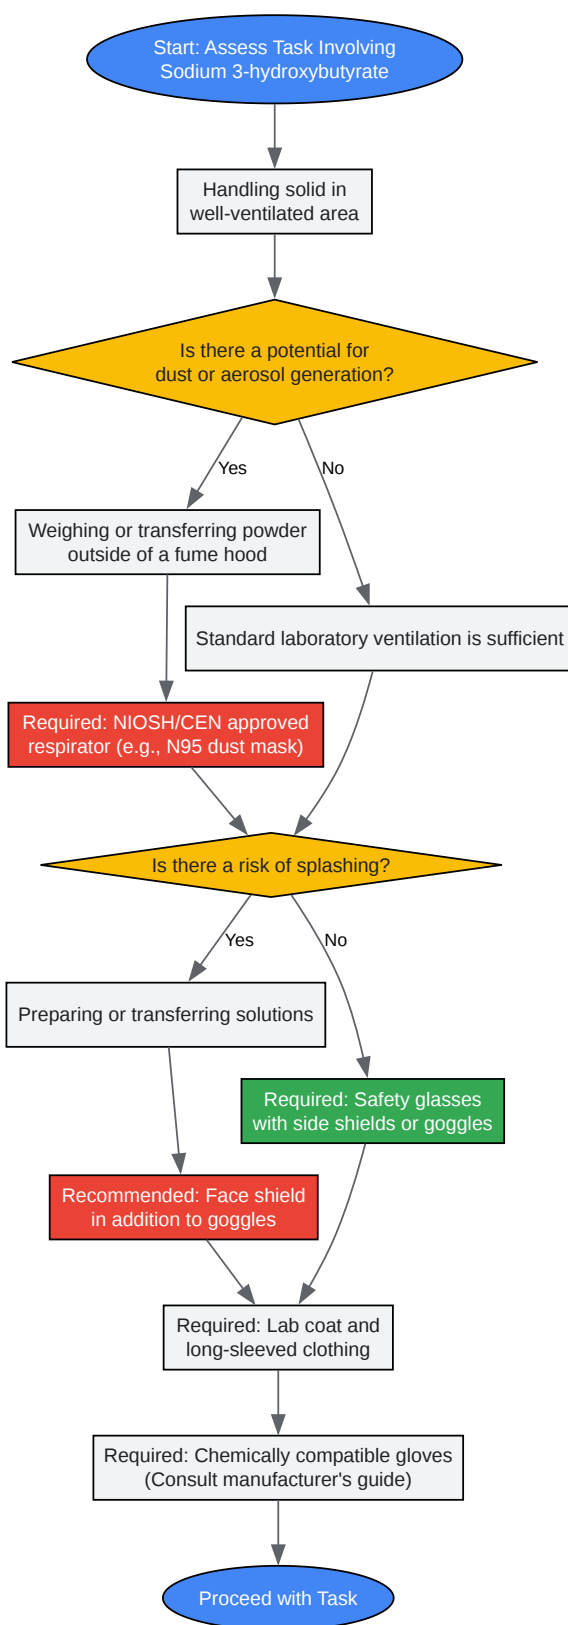 Start: Assess Task Involving
Sodium 3-hydroxybutyrate
Handling solid in
well-ventilated area
Is there a potential for
dust or aerosol generation?
Yes
No
Weighing or transferring powder
outside of a fume hood
Standard laboratory ventilation is sufficient
Required: NIOSH/CEN approved
respirator (e.g., N95 dust mask)
Is there a risk of splashing?
Yes
No
Preparing or transferring solutions
Required: Safety glasses
with side shields or goggles
Recommended: Face shield
in addition to goggles
Required: Lab coat and
long-sleeved clothing
Required: Chemically compatible gloves
(Consult manufacturer's guide)
Proceed with Task